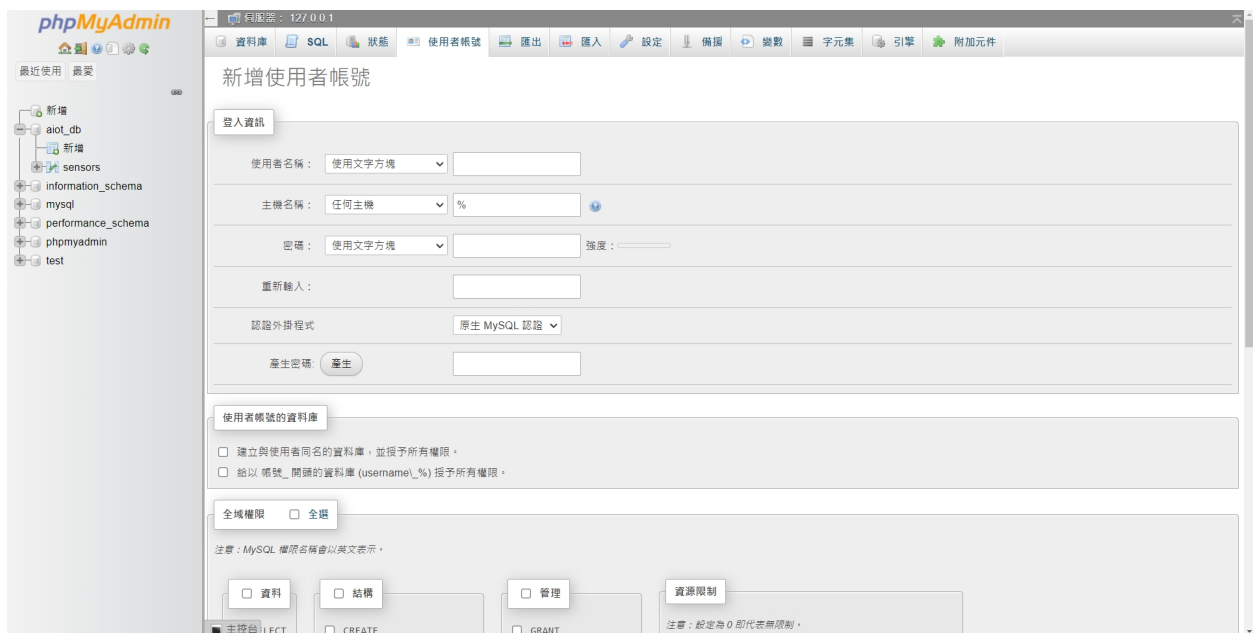 phpMyAdmin
最近使用 最愛
新增
aiot_db
新增
sensors
information_schema
mysql
performance_schema
phpmyadmin
test
伺服器： 127.0.0.1
資料庫 SQL 狀態 使用者帳號 匯出 匯入 設定 備援 變數 字元集 引擎 附加元件
新增使用者帳號
登入資訊
使用者名稱： 使用文字方塊
主機名稱： 任何主機 %
密碼： 使用文字方塊 強度：
重新輸入：
認證外掛程式 原生 MySQL 認證
產生密碼: 產生
使用者帳號的資料庫
建立與使用者同名的資料庫，並授予所有權限。
給以 帳號_ 開頭的資料庫 (username\_%) 授予所有權限。
全域權限 全選
注意：MySQL 權限名稱會以英文表示。
資料 結構 管理 資源限制
注意：設定為 0 即代表無限制。
主控台 LECT CREATE GRANT